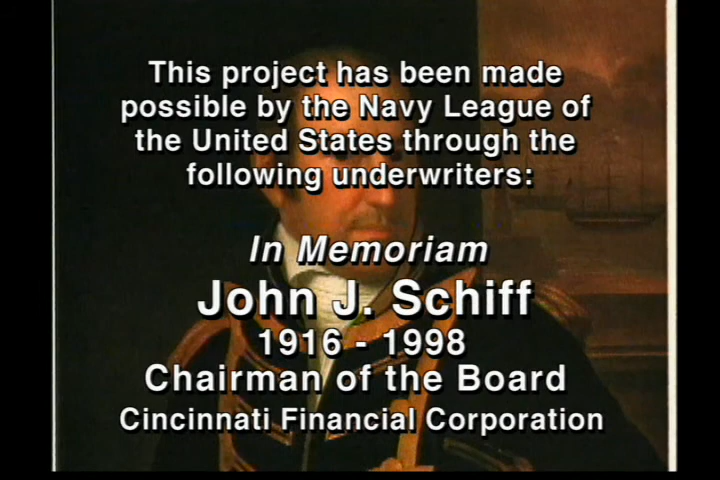 This project has been made
possible by the Navy League of
the United States through the
following underwriters:
In Memoriam
John J. Schiff
1916 - 1998
Chairman of the Board
Cincinnati Financial Corporation